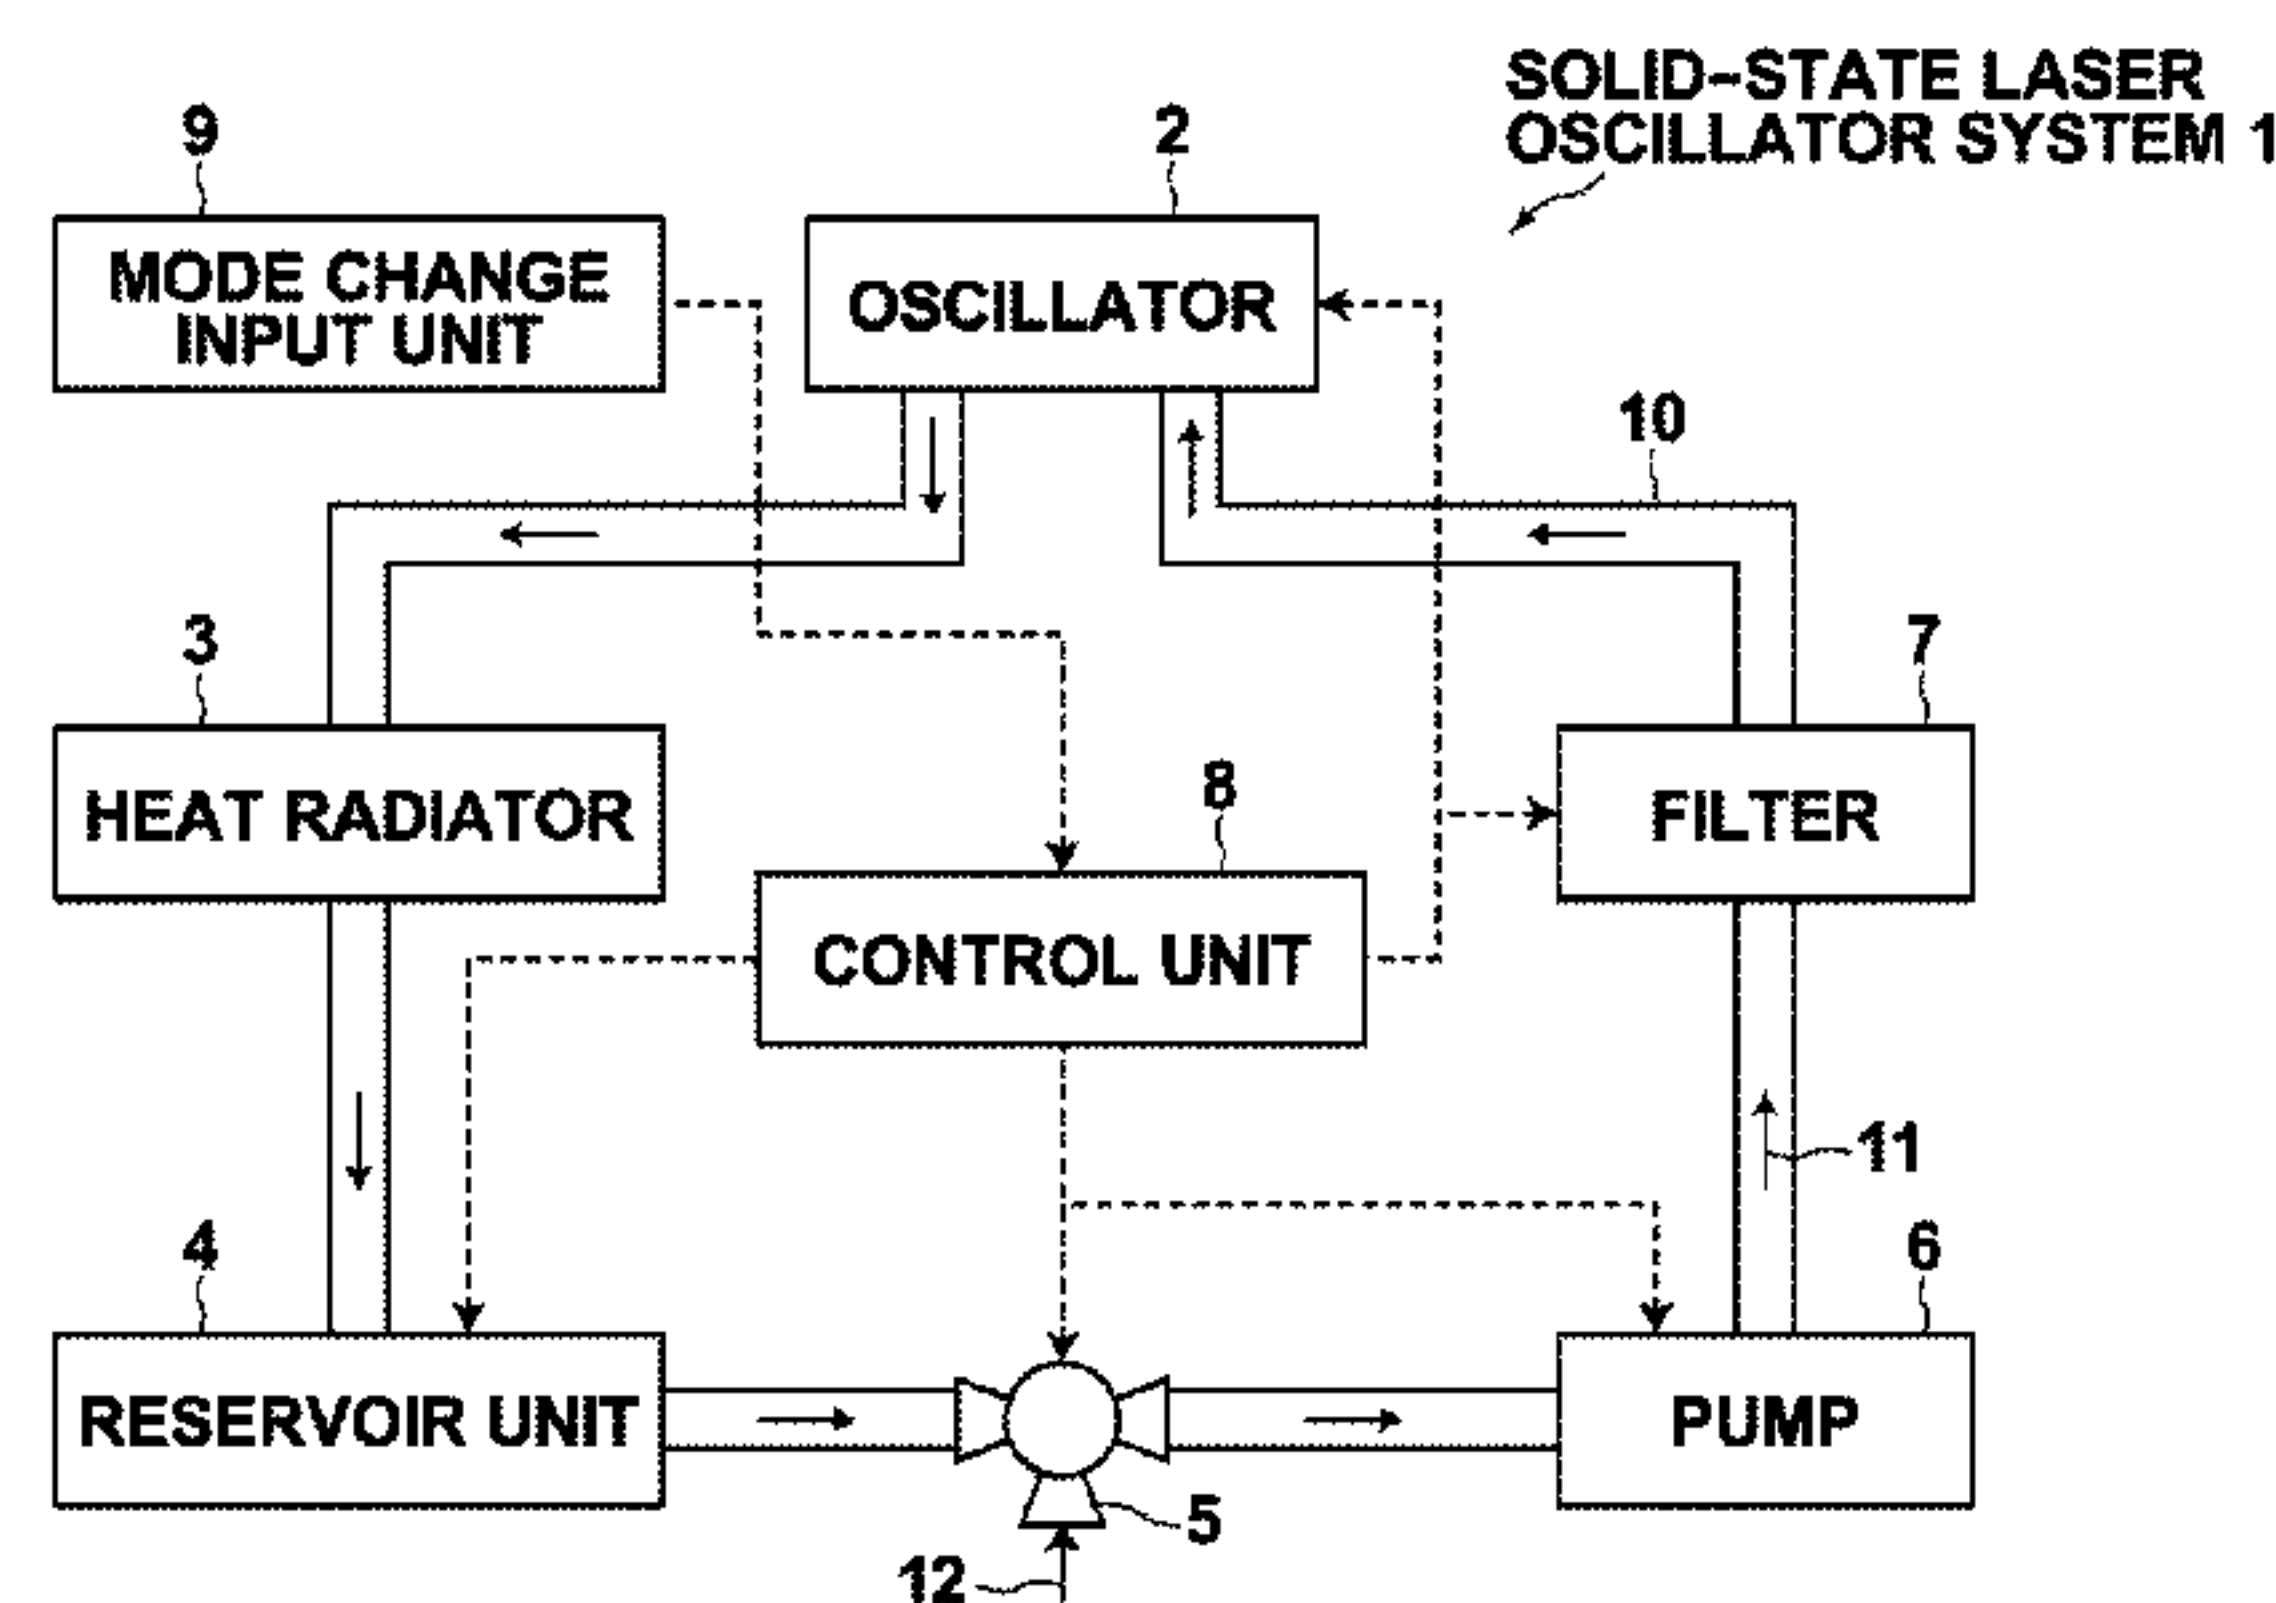 SOLID-STATE LASER
OSCILLATOR SYSTEM 1
9
2
MODE CHANGE
INPUT UNIT
OSCILLATOR
10
3
7
HEAT RADIATOR
8
FILTER
CONTROL UNIT
11
4
6
RESERVOIR UNIT
PUMP
5
12